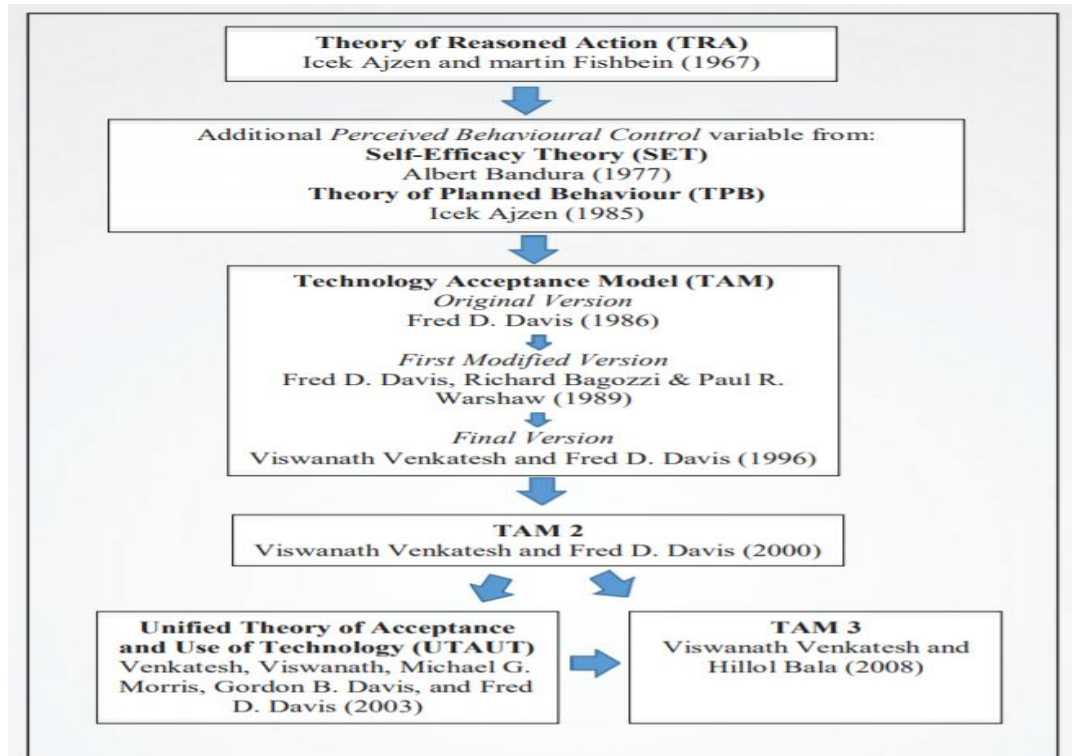 Theory of Reasoned Action (TRA)
Icek Ajzen and martin Fishbein (1967)
Additional Perceived Behavioural Control variable from:
Self-Efficacy Theory (SET)
Albert Bandura (1977)
Theory of Planned Behaviour (TPB)
Icek Ajzen (1985)
Technology Acceptance Model (TAM)
Original Version
Fred D. Davis (1986)
First Modified Version
Fred D. Davis, Richard Bagozzi & Paul R.
Warshaw (1989)
Final Version
Viswanath Venkatesh and Fred D. Davis (1996)
TAM 2
Viswanath Venkatesh and Fred D. Davis (2000)
Unified Theory of Acceptance
and Use of Technology (UTAUT)
Venkatesh, Viswanath, Michael G.
Morris, Gordon B. Davis, and Fred
D. Davis (2003)
TAM 3
Viswanath Venkatesh and
Hillol Bala (2008)